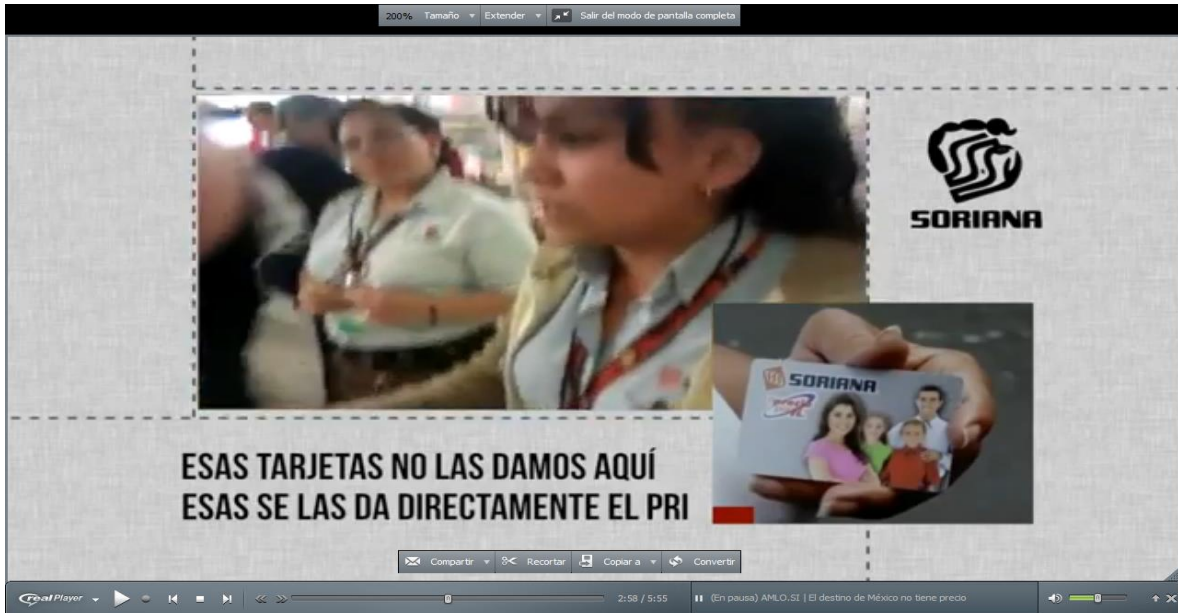 200% Tamaño Extender Salir del modo de pantalla completa
SORIANA
SORIANA
ESAS TARJETAS NO LAS DAMOS AQUÍ
ESAS SE LAS DA DIRECTAMENTE EL PRI
Compartir Recortar Copiar a Convertir
realPlayer 2:58 / 5:55 (En pausa) AMLO.SI | El destino de México no tiene precio